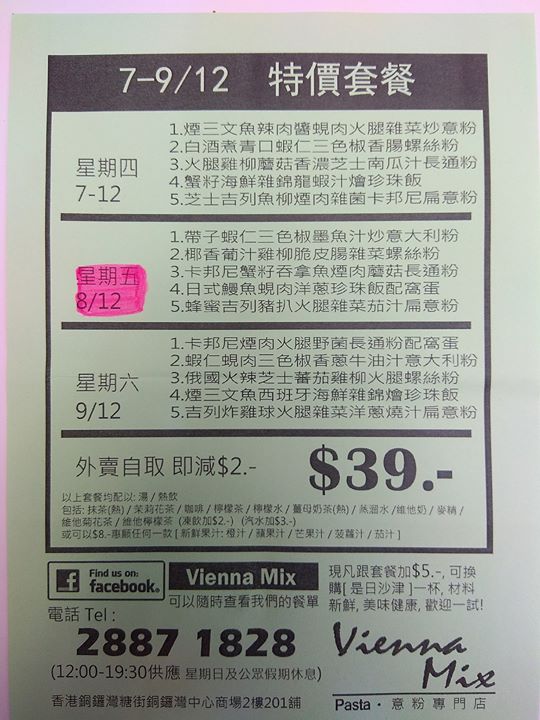 7-9/12 特價套餐
星期四
7-12
1.煙三文魚辣肉醬蜆肉火腿雜菜炒意粉
2.白酒煮青口蝦仁三色椒香腸螺絲粉
3.火腿雞柳蘑菇香濃芝士南瓜汁長通粉
4.蟹籽海鮮雜錦龍蝦汁燴珍珠飯
5.芝士吉列魚柳煙肉雜菌卡邦尼扁意粉
星期五
8/12
1.帶子蝦仁三色椒墨魚汁炒意大利粉
2.椰香葡汁雞柳脆皮腸雜菜螺絲粉
3.卡邦尼蟹籽吞拿魚煙肉蘑菇長通粉
4.日式鰻魚蜆肉洋蔥珍珠飯配窩蛋
5.蜂蜜吉列豬扒火腿雜菜茄汁扁意粉
星期六
9/12
1.卡邦尼煙肉火腿野菌長通粉配窩蛋
2.蝦仁蜆肉三色椒香蔥牛油汁意大利粉
3.俄國火辣芝士蕃茄雞柳火腿螺絲粉
4.煙三文魚西班牙海鮮雜錦燴珍珠飯
5.吉列炸雞球火腿雜菜洋蔥燒汁扁意粉
外賣自取 即減$2.-
$39.-
以上套餐均配以: 湯 / 熱飲
包括: 抹茶(熱) / 茉莉花茶 / 咖啡 / 檸檬茶 / 檸檬水 / 薑母奶茶(熱) / 蒸溜水 / 維他奶 / 麥精 /
維他菊花茶 / 維他檸檬茶 (凍飲加$2.-) (汽水加$3.-)
或可以$8.-惠顧任何一款 [ 新鮮果汁: 橙汁 / 蘋果汁 / 芒果汁 / 菠蘿汁 / 茄汁 ]
f Find us on: facebook.
Vienna Mix
可以隨時查看我們的餐單
現凡跟套餐加$5.-, 可換
購[ 是日沙津 ]一杯, 材料
新鮮, 美味健康, 歡迎一試!
電話 Tel :
2887 1828
(12:00-19:30供應 星期日及公眾假期休息)
香港銅鑼灣糖街銅鑼灣中心商場2樓201舖
Vienna
Mix
Pasta · 意粉專門店